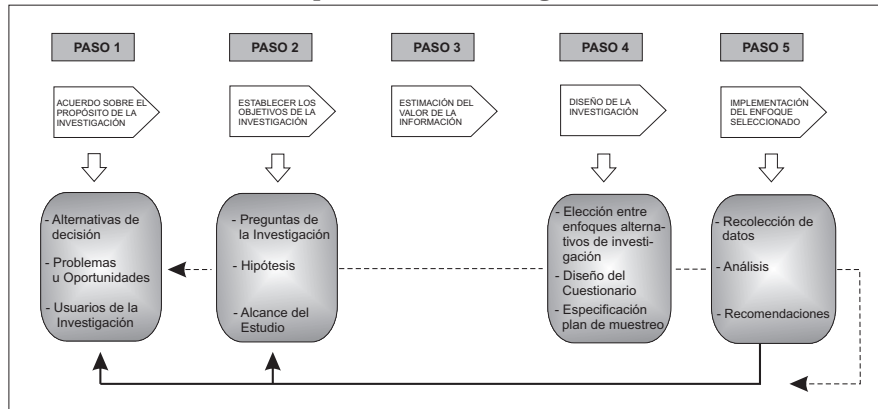 PASO 1
PASO 2
PASO 3
PASO 4
PASO 5
ACUERDO SOBRE EL
PROPÓSITO DE LA
INVESTIGACIÓN
ESTABLECER LOS
OBJETIVOS DE LA
INVESTIGACIÓN
ESTIMACIÓN DEL
VALOR DE LA
INFORMACIÓN
DISEÑO DE LA
INVESTIGACIÓN
IMPLEMENTACIÓN
DEL ENFOQUE
SELECCIONADO
- Alternativas de
decisión
- Problemas
u Oportunidades
- Usuarios de la
Investigación
- Preguntas de
la Investigación
- Hipótesis
- Alcance del
Estudio
- Elección entre
enfoques alterna-
tivos de investi-
gación
- Diseño del
Cuestionario
- Especificación
plan de muestreo
- Recolección de
datos
- Análisis
- Recomendaciones